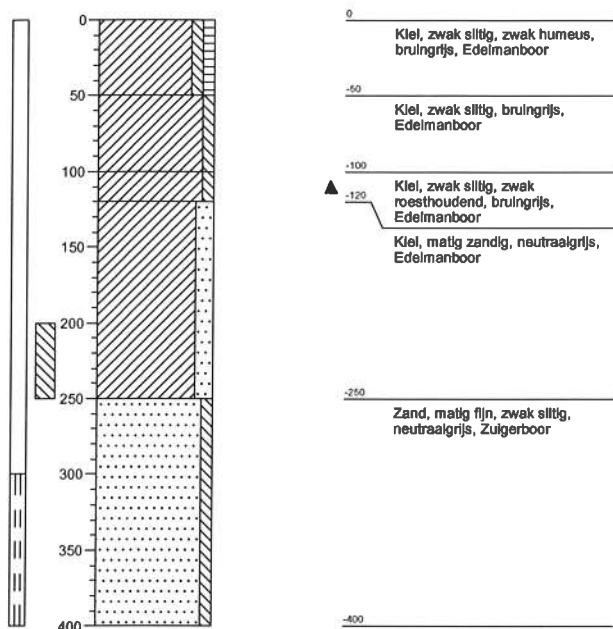 0
50
100
150
200
250
300
350
400
0
Klei, zwak siltig, zwak humeus,
bruingrijs, Edelmanboor
-50
Klei, zwak siltig, bruingrijs,
Edelmanboor
-100
Klei, zwak siltig, zwak
roesthoudend, bruingrijs,
Edelmanboor
-120
Klei, matig zandig, neutraalgrijs,
Edelmanboor
-250
Zand, matig fijn, zwak siltig,
neutraalgrijs, Zuigerboor
-400